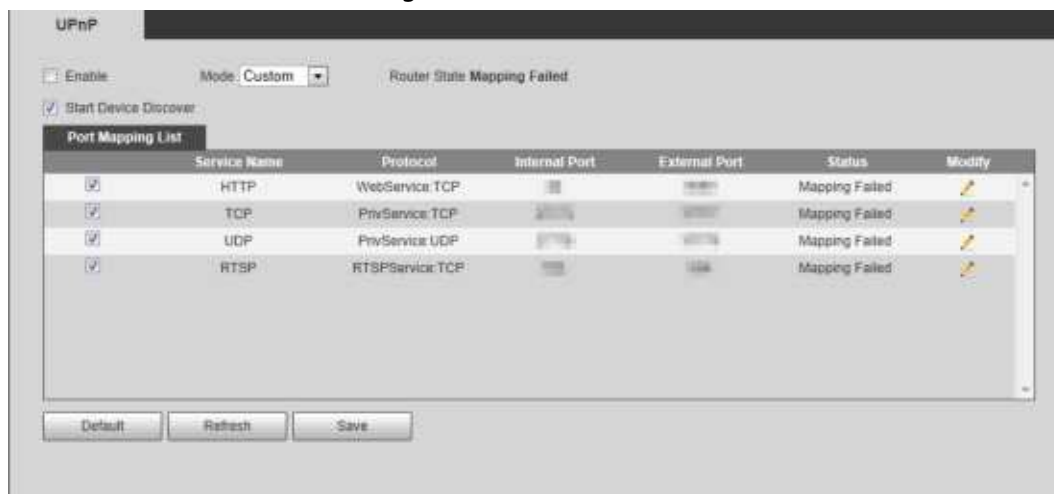 UPnP
Enable Mode Custom Router State Mapping Failed
Start Device Discover
Port Mapping List
Service Name Protocol Internal Port External Port Status Modify
HTTP WebService:TCP Mapping Failed
TCP PrivService:TCP Mapping Failed
UDP PrivService:UDP Mapping Failed
RTSP RTSPService:TCP Mapping Failed
Default Refresh Save